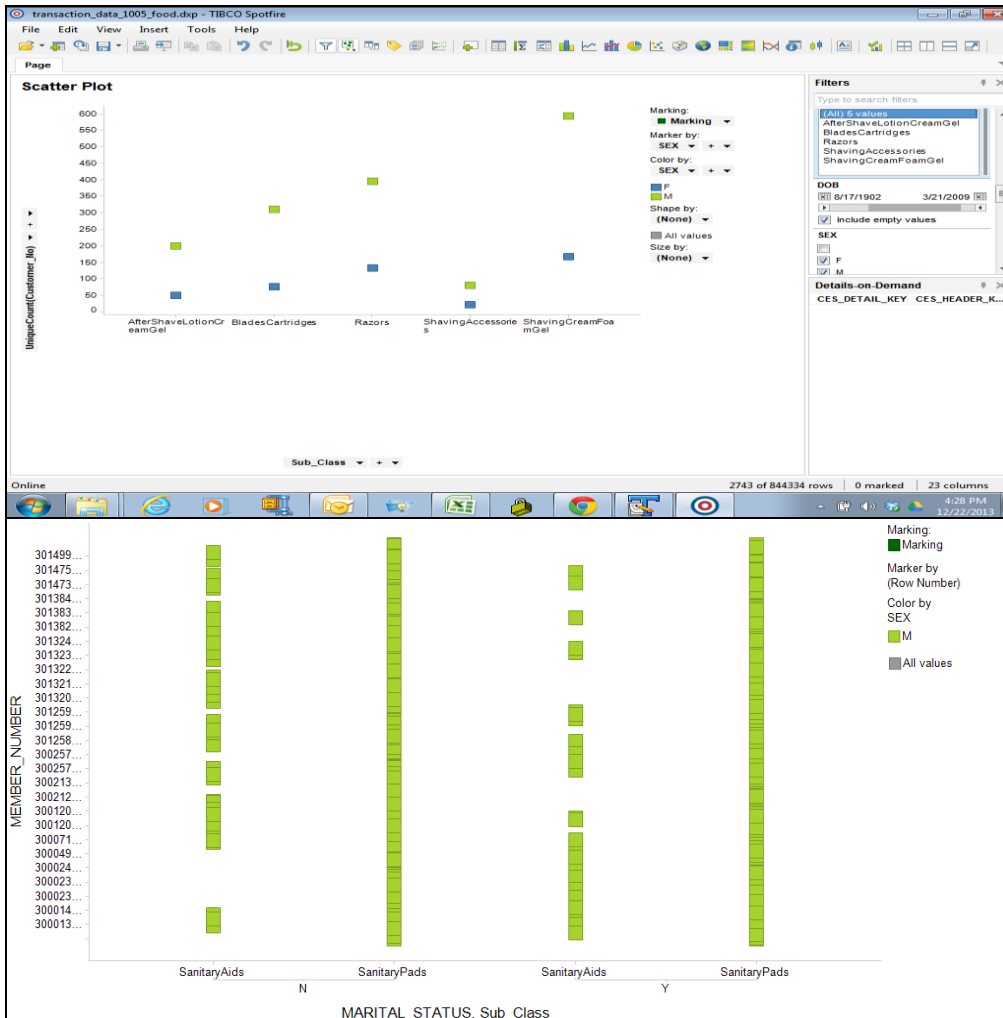 transaction_data_1005_food.dxp - TIBCO Spotfire
File Edit View Insert Tools Help
Page
Scatter Plot
600
550
500
450
400
350
300
250
200
150
100
50
0
UniqueCount(Customer_No)
AfterShaveLotionCr
eamGel
BladesCartridges
Razors
ShavingAccessorie
s
ShavingCreamFoa
mGel
Sub_Class
Marking:
Marking
Marker by:
SEX
Color by:
SEX
F
M
Shape by:
(None)
All values
Size by:
(None)
Filters
Type to search filters
(All) 5 values
AfterShaveLotionCreamGel
BladesCartridges
Razors
ShavingAccessories
ShavingCreamFoamGel
DOB
8/17/1902 3/21/2009
Include empty values
SEX
F
M
Details-on-Demand
CES_DETAIL_KEY CES_HEADER_K...
Online
2743 of 844334 rows 0 marked 23 columns
4:28 PM
12/22/2013
MEMBER_NUMBER
301499...
301475...
301473...
301384...
301383...
301382...
301324...
301323...
301322...
301321...
301320...
301259...
301259...
301258...
300257...
300257...
300213...
300212...
300120...
300120...
300071...
300049...
300024...
300023...
300023...
300014...
300013...
SanitaryAids SanitaryPads SanitaryAids SanitaryPads
N Y
MARITAL_STATUS, Sub_Class
Marking:
Marking
Marker by
(Row Number)
Color by
SEX
M
All values